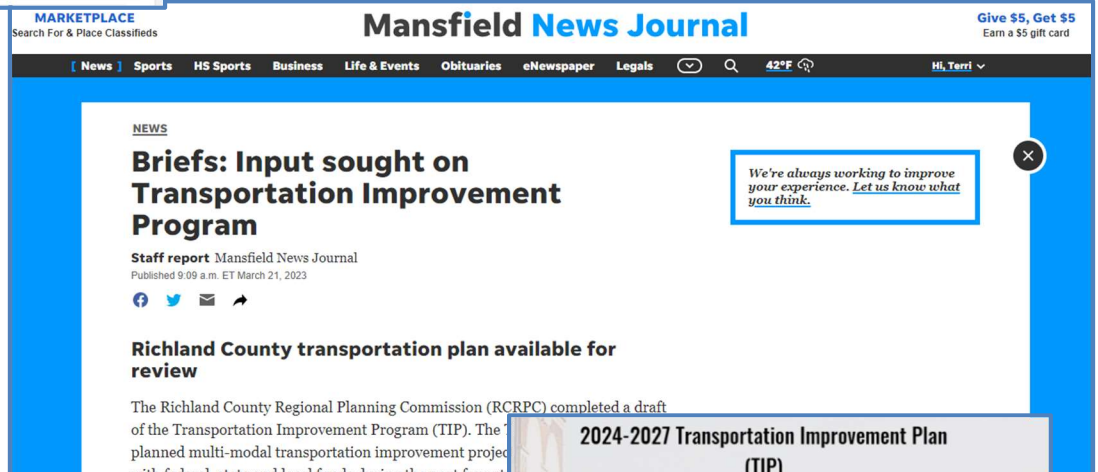 MARKETPLACE
Search For & Place Classifieds
Mansfield News Journal
Give $5, Get $5
Earn a $5 gift card
[ News ] Sports HS Sports Business Life & Events Obituaries eNewspaper Legals 42°F Hi, Terri
NEWS
Briefs: Input sought on
Transportation Improvement
Program
We're always working to improve
your experience. Let us know what
you think.
Staff report Mansfield News Journal
Published 9:09 a.m. ET March 21, 2023
Richland County transportation plan available for
review
The Richland County Regional Planning Commission (RCRPC) completed a draft
of the Transportation Improvement Program (TIP). The
planned multi-modal transportation improvement
2024-2027 Transportation Improvement Plan
(TIP)